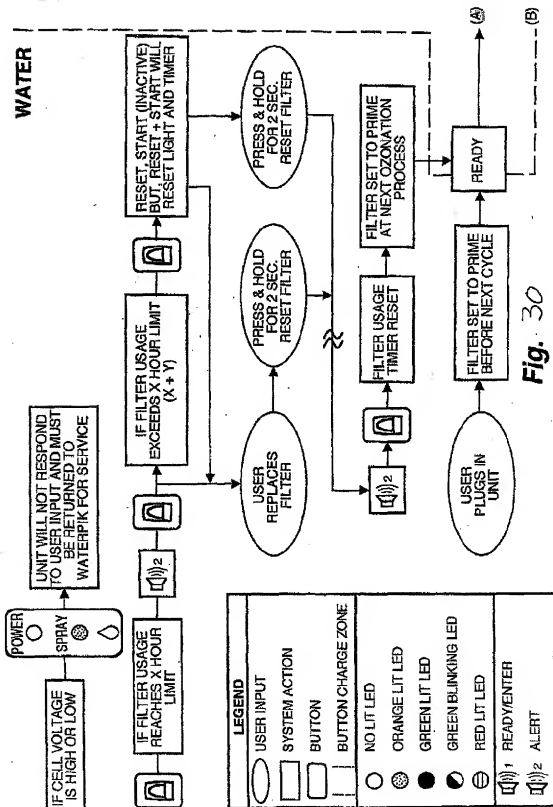 WATER
POWER
SPRAY
IF CELL VOLTAGE
IS HIGH OR LOW
UNIT WILL NOT RESPOND
TO USER INPUT AND MUST
BE RETURNED TO
WATERPIK FOR SERVICE
IF FILTER USAGE
REACHES X HOUR
LIMIT
2
IF FILTER USAGE
EXCEEDS X HOUR LIMIT
(X + Y)
RESET, START (INACTIVE)
BUT, RESET + START WILL
RESET LIGHT AND TIMER
USER
REPLACES
FILTER
PRESS & HOLD
FOR 2 SEC.
RESET FILTER
PRESS & HOLD
FOR 2 SEC.
RESET FILTER
2
FILTER USAGE
TIMER RESET
FILTER SET TO PRIME
AT NEXT OZONATION
PROCESS
USER
PLUGS IN
UNIT
FILTER SET TO PRIME
BEFORE NEXT CYCLE
READY
(A)
(B)
LEGEND
USER INPUT
SYSTEM ACTION
BUTTON
BUTTON CHARGE ZONE
NO LIT LED
ORANGE LIT LED
GREEN LIT LED
GREEN BLINKING LED
RED LIT LED
1 READY/ENTER
2 ALERT
Fig. 30